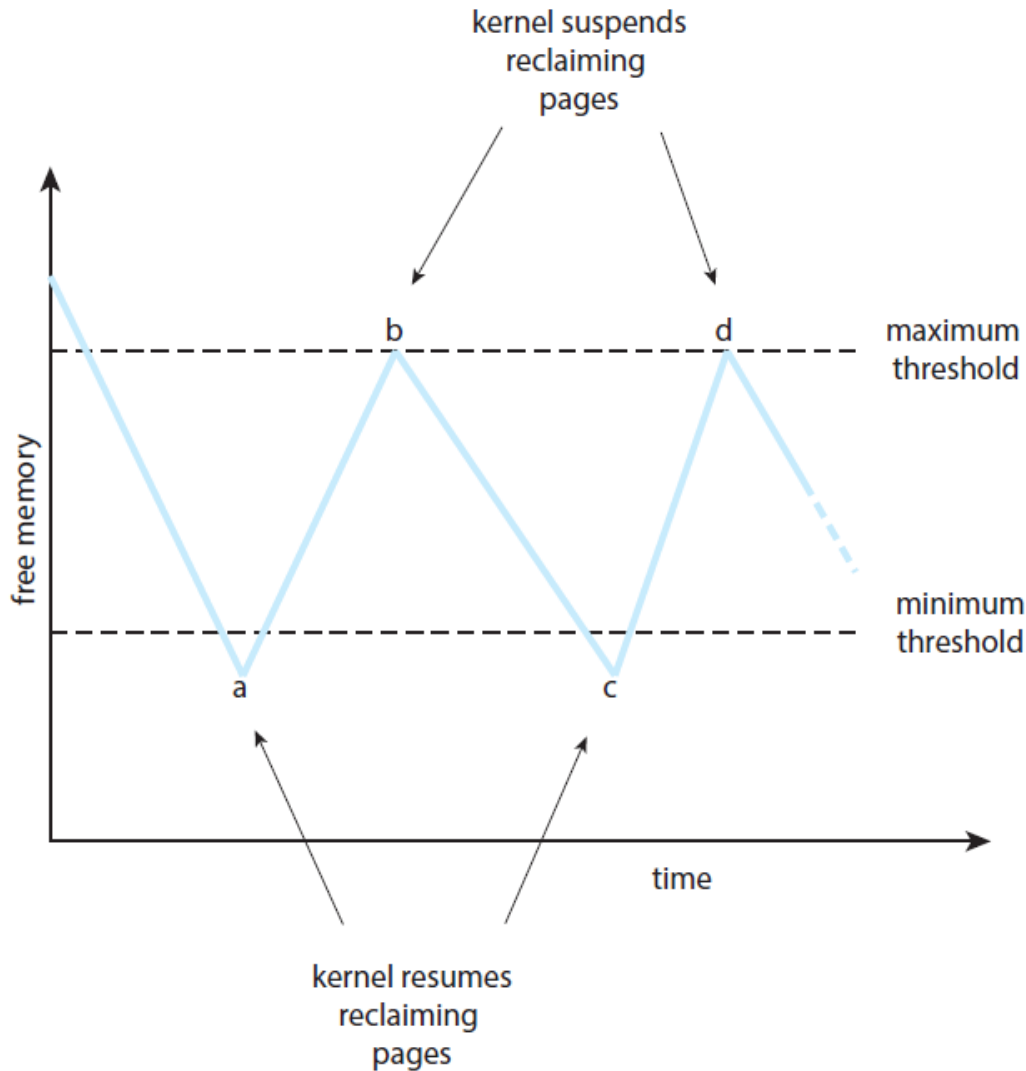 kernel suspends
reclaiming
pages
b
d
maximum
threshold
free memory
minimum
threshold
a
c
time
kernel resumes
reclaiming
pages